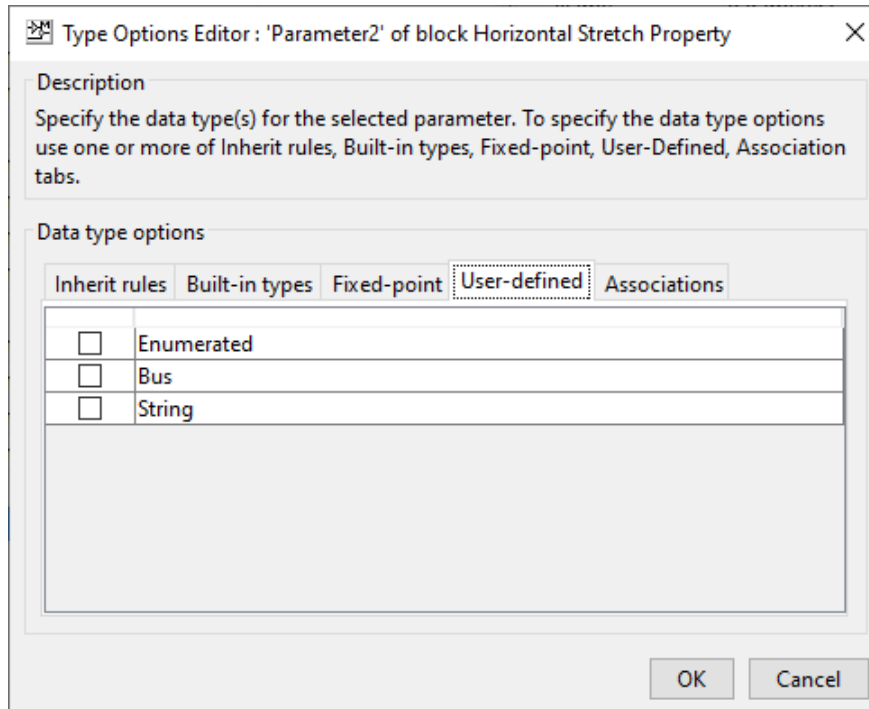 Type Options Editor : 'Parameter2' of block Horizontal Stretch Property
Description
Specify the data type(s) for the selected parameter. To specify the data type options
use one or more of Inherit rules, Built-in types, Fixed-point, User-Defined, Association
tabs.
Data type options
Inherit rules Built-in types Fixed-point User-defined Associations
Enumerated
Bus
String
OK Cancel